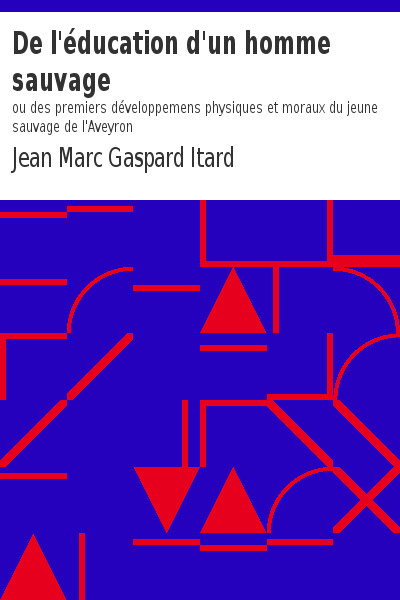 De l'éducation d'un homme
sauvage
ou des premiers développemens physiques et moraux du jeune
sauvage de l'Aveyron
Jean Marc Gaspard Itard